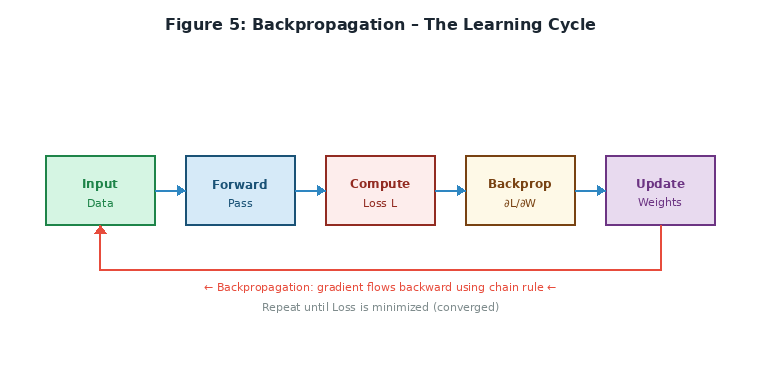 Figure 5: Backpropagation – The Learning Cycle
Input
Data
Forward
Pass
Compute
Loss L
Backprop
∂L/∂W
Update
Weights
← Backpropagation: gradient flows backward using chain rule ←
Repeat until Loss is minimized (converged)